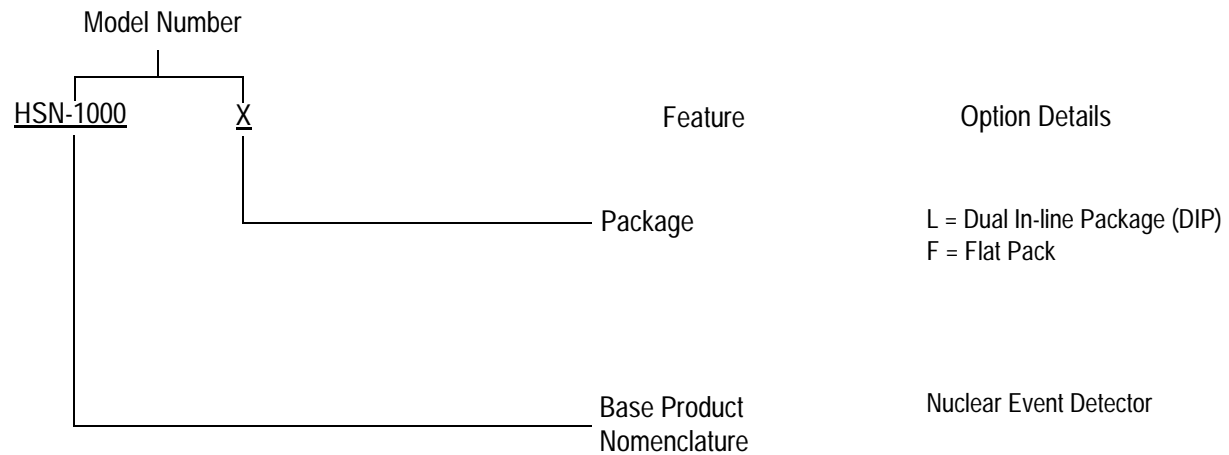 Model Number
HSN-1000 X
Feature Option Details
Package
L = Dual In-line Package (DIP)
F = Flat Pack
Base Product
Nomenclature
Nuclear Event Detector